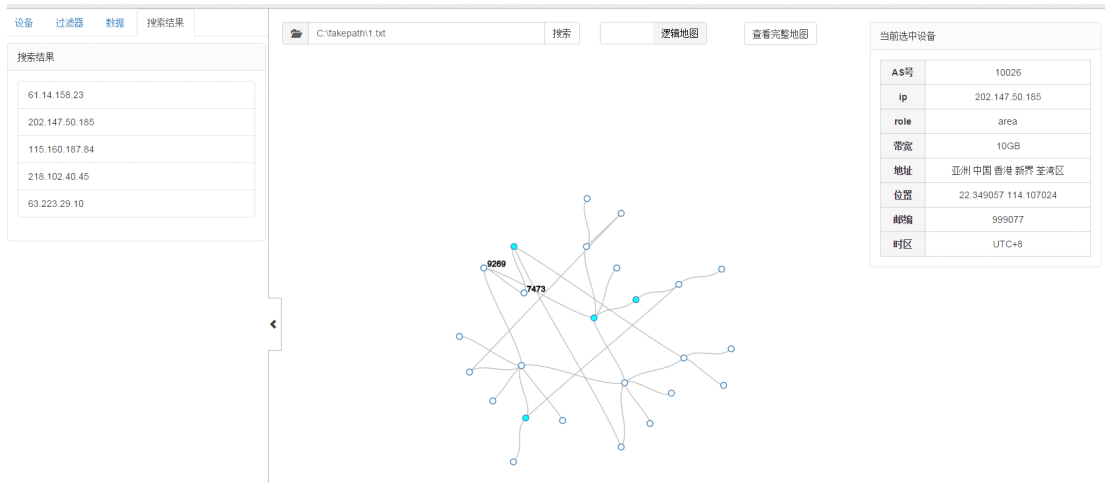 设备 过滤器 数据 搜索结果
搜索结果
61.14.158.23
202.147.50.185
115.160.187.84
218.102.40.45
63.223.29.10
C:\fakepath\1.txt 搜索 逻辑地图 查看完整地图
9269
7473
当前选中设备
AS号 10026
ip 202.147.50.185
role area
带宽 10GB
地址 亚洲 中国 香港 新界 荃湾区
位置 22.349057 114.107024
邮编 999077
时区 UTC+8